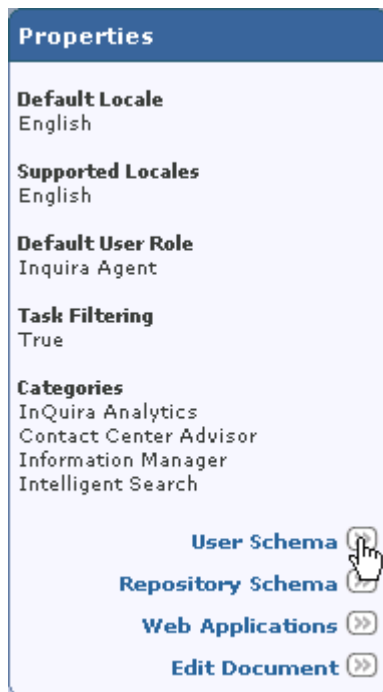 Properties
Default Locale
English
Supported Locales
English
Default User Role
Inquira Agent
Task Filtering
True
Categories
InQuira Analytics
Contact Center Advisor
Information Manager
Intelligent Search
User Schema
Repository Schema
Web Applications
Edit Document